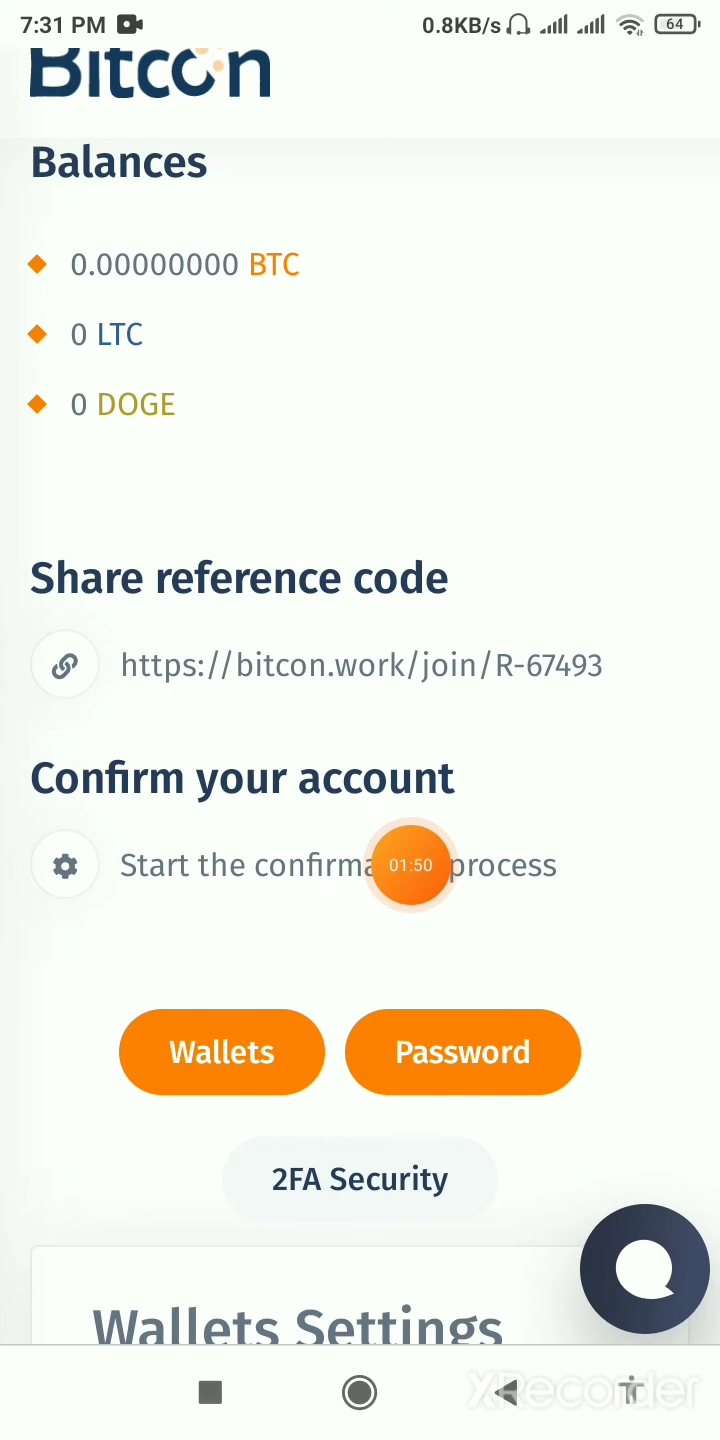 7:31 PM 0.8KB/s 64
Bitcon
Balances
0.00000000 BTC
0 LTC
0 DOGE
Share reference code
https://bitcon.work/join/R-67493
Confirm your account
Start the confirma 01:50 process
Wallets Password
2FA Security
Wallets Settings
XRecorder